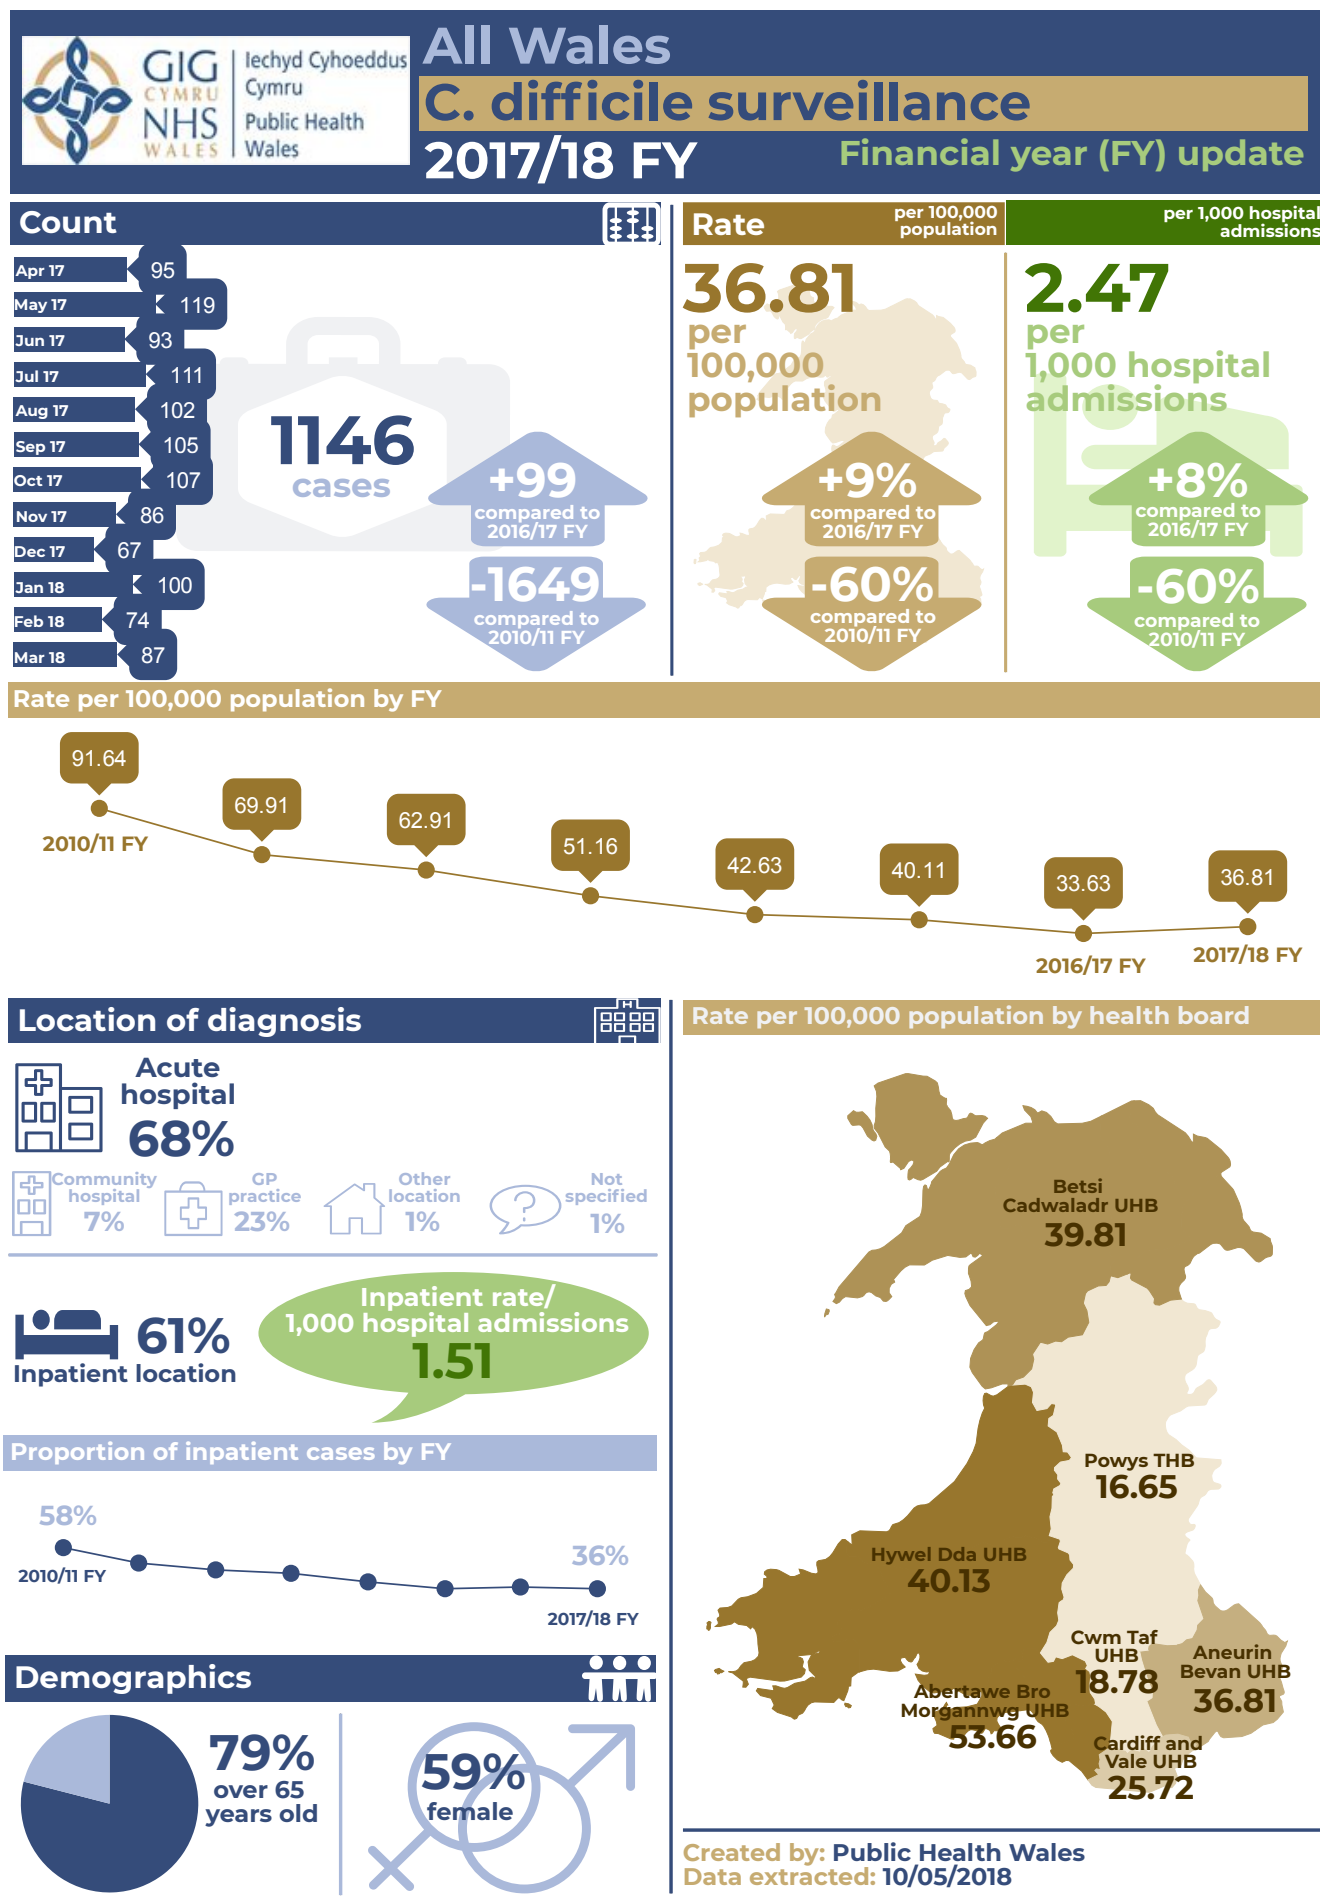 GIG
CYMRU
NHS
WALES
Iechyd Cyhoeddus
Cymru
Public Health
Wales
All Wales
C. difficile surveillance
2017/18 FY
Financial year (FY) update
Count
Apr 17 95
May 17 119
Jun 17 93
Jul 17 111
Aug 17 102
Sep 17 105
Oct 17 107
Nov 17 86
Dec 17 67
Jan 18 100
Feb 18 74
Mar 18 87
1146
cases
+99
compared to
2016/17 FY
-1649
compared to
2010/11 FY
Rate
per 100,000
population
36.81
per
100,000
population
+9%
compared to
2016/17 FY
-60%
compared to
2010/11 FY
per 1,000 hospital
admissions
2.47
per
1,000 hospital
admissions
+8%
compared to
2016/17 FY
-60%
compared to
2010/11 FY
Rate per 100,000 population by FY
91.64
69.91
62.91
51.16
42.63
40.11
33.63
36.81
2010/11 FY
2016/17 FY
2017/18 FY
Location of diagnosis
H
Acute
hospital
68%
Community
hospital
7%
GP
practice
23%
Other
location
1%
?
Not
specified
1%
61%
Inpatient location
Inpatient rate/
1,000 hospital admissions
1.51
Proportion of inpatient cases by FY
58%
2010/11 FY
36%
2017/18 FY
Demographics
79%
over 65
years old
59%
female
Rate per 100,000 population by health board
Betsi
Cadwaladr UHB
39.81
Powys THB
16.65
Hywel Dda UHB
40.13
Cwm Taf
UHB
18.78
Aneurin
Bevan UHB
36.81
Abertawe Bro
Morgannwg UHB
53.66
Cardiff and
Vale UHB
25.72
Created by: Public Health Wales
Data extracted: 10/05/2018